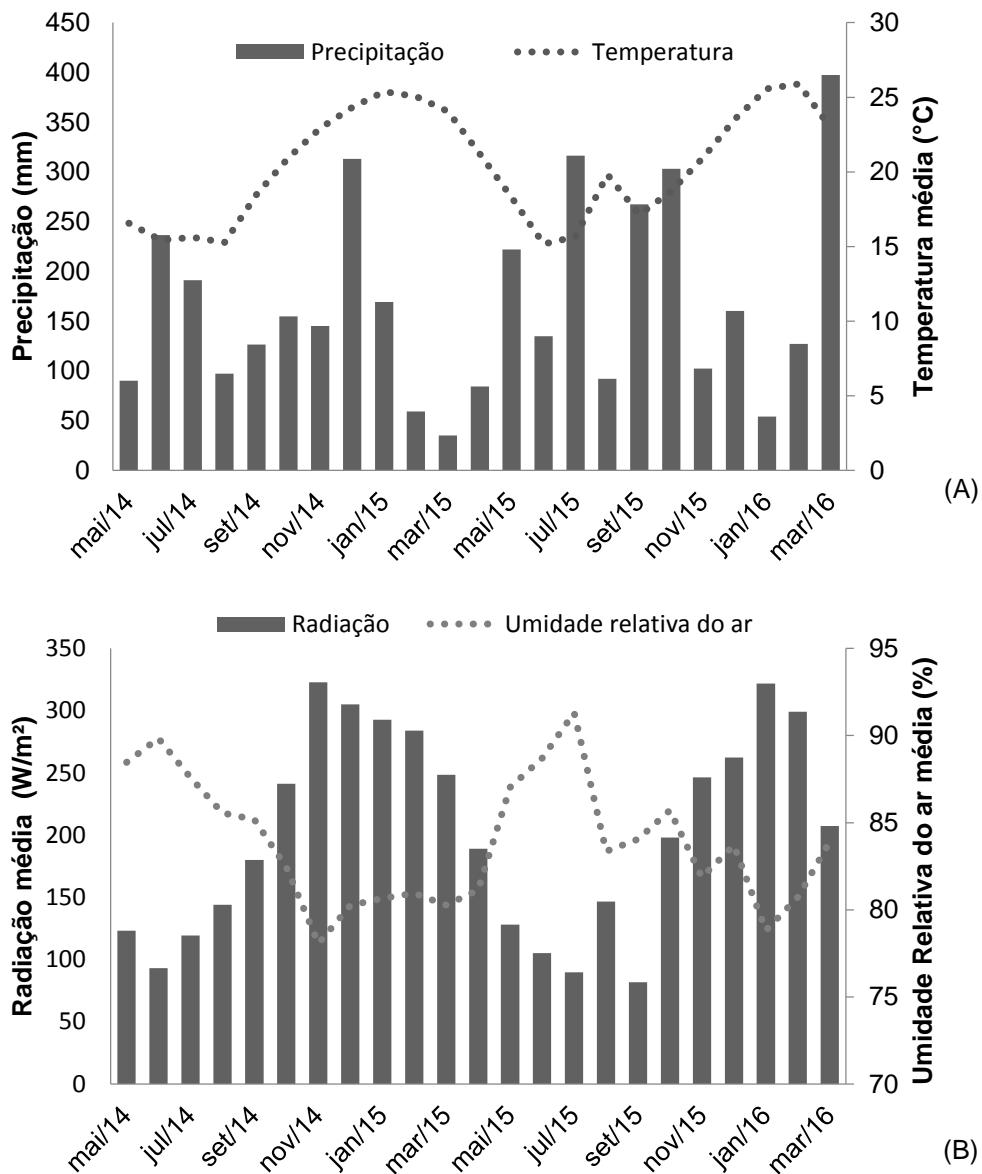 Precipitação
Temperatura
Precipitação (mm)
450
400
350
300
250
200
150
100
50
0
Temperatura média (°C)
30
25
20
15
10
5
0
mai/14
jul/14
set/14
nov/14
jan/15
mar/15
mai/15
jul/15
set/15
nov/15
jan/16
mar/16
(A)
Radiação
Umidade relativa do ar
Radiação média (W/m²)
350
300
250
200
150
100
50
0
Umidade Relativa do ar média (%)
95
90
85
80
75
70
mai/14
jul/14
set/14
nov/14
jan/15
mar/15
mai/15
jul/15
set/15
nov/15
jan/16
mar/16
(B)